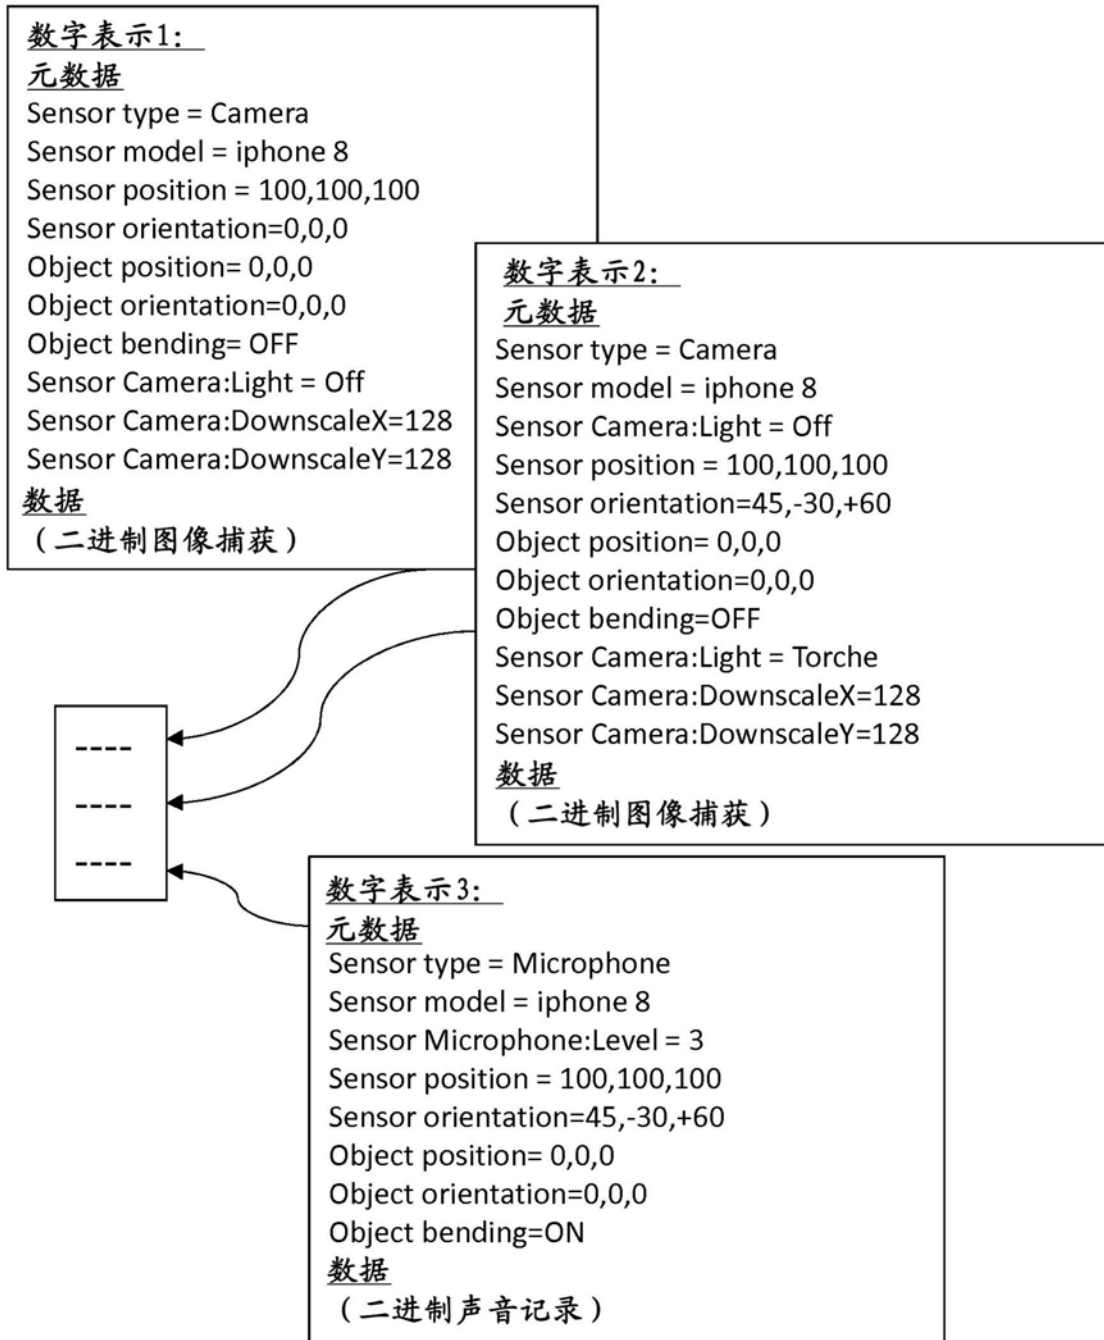 数字表示1:
元数据
Sensor type = Camera
Sensor model = iphone 8
Sensor position = 100,100,100
Sensor orientation=0,0,0
Object position= 0,0,0
Object orientation=0,0,0
Object bending= OFF
Sensor Camera:Light = Off
Sensor Camera:DownscaleX=128
Sensor Camera:DownscaleY=128
数据
（二进制图像捕获）
数字表示2:
元数据
Sensor type = Camera
Sensor model = iphone 8
Sensor Camera:Light = Off
Sensor position = 100,100,100
Sensor orientation=45,-30,+60
Object position= 0,0,0
Object orientation=0,0,0
Object bending=OFF
Sensor Camera:Light = Torche
Sensor Camera:DownscaleX=128
Sensor Camera:DownscaleY=128
数据
（二进制图像捕获）
----
----
----
数字表示3:
元数据
Sensor type = Microphone
Sensor model = iphone 8
Sensor Microphone:Level = 3
Sensor position = 100,100,100
Sensor orientation=45,-30,+60
Object position= 0,0,0
Object orientation=0,0,0
Object bending=ON
数据
（二进制声音记录）